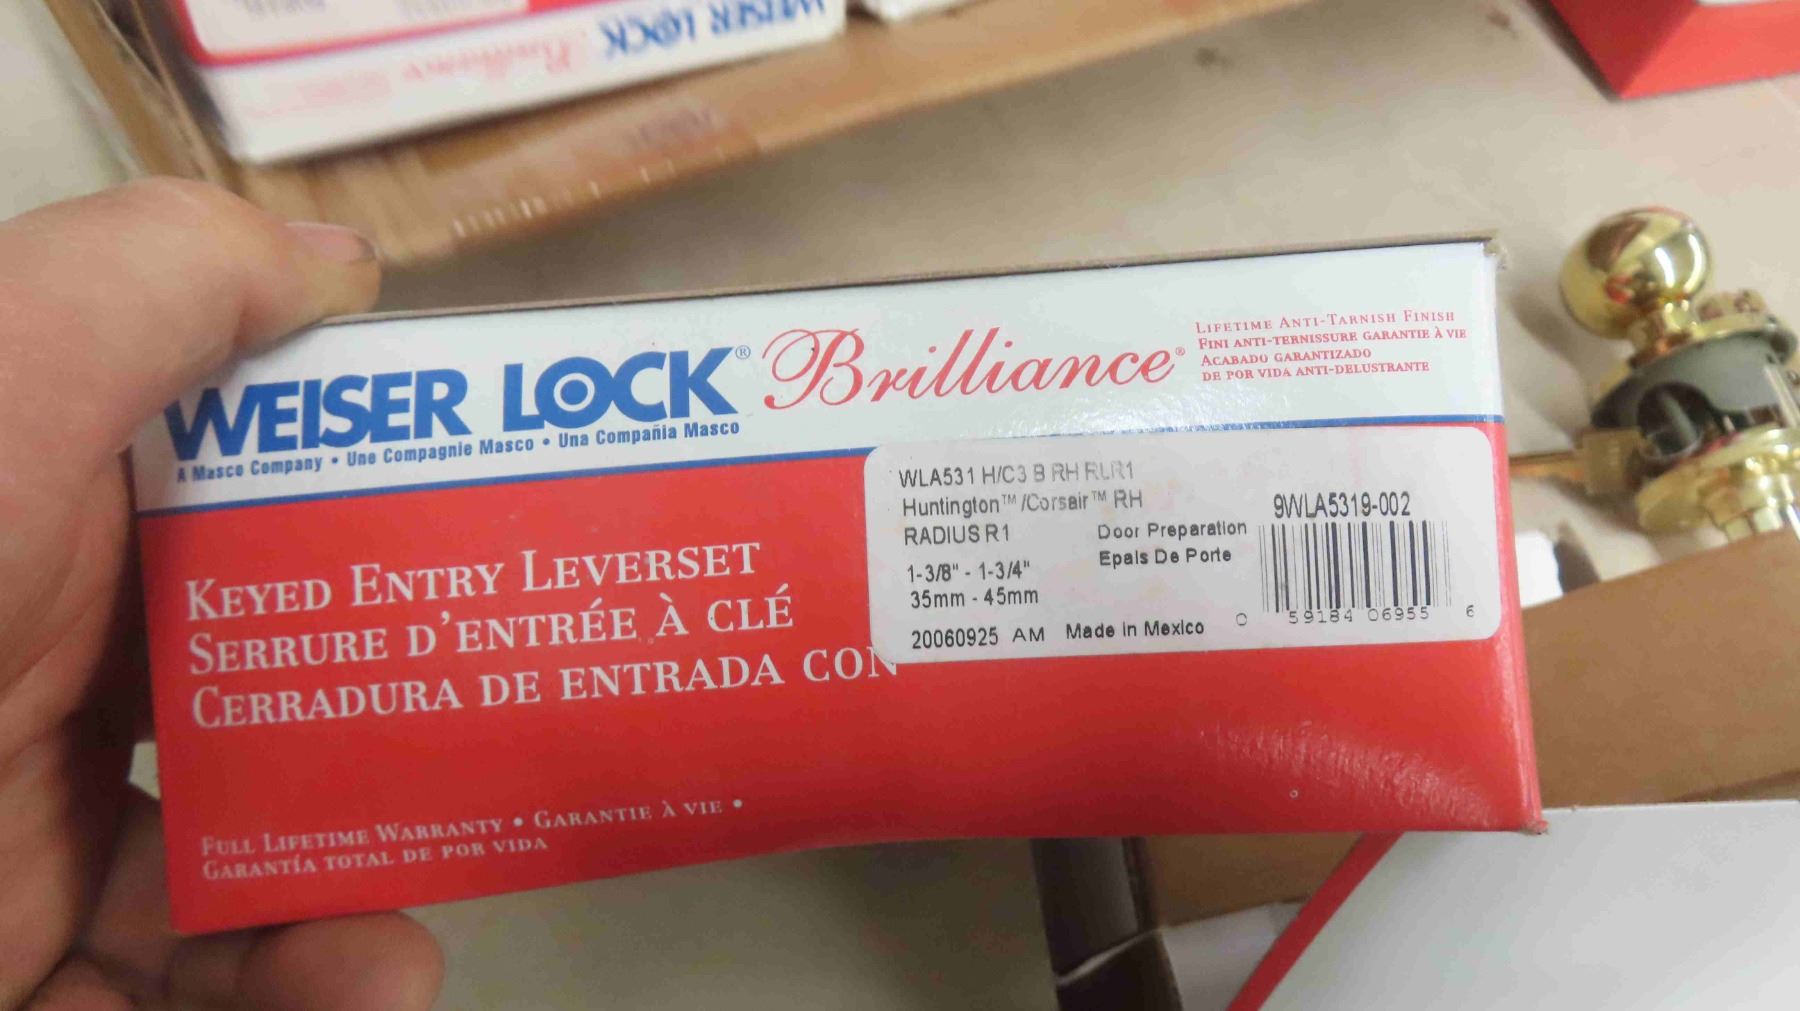 WEISER LOCK
Brilliance
WEISER LOCK® Brilliance®
A Masco Company • Une Compagnie Masco • Una Compañia Masco
LIFETIME ANTI-TARNISH FINISH
FINI ANTI-TERNISSURE GARANTIE À VIE
ACABADO GARANTIZADO
DE POR VIDA ANTI-DELUSTRANTE
KEYED ENTRY LEVERSET
SERRURE D'ENTRÉE À CLÉ
CERRADURA DE ENTRADA CON
WLA531 H/C3 B RH RLR1
Huntington™/Corsair™ RH
RADIUS R1
Door Preparation
Epais De Porte
1-3/8" - 1-3/4"
35mm - 45mm
20060925 AM Made in Mexico
9WLA5319-002
0 59184 06955 6
FULL LIFETIME WARRANTY • GARANTIE À VIE •
GARANTÍA TOTAL DE POR VIDA